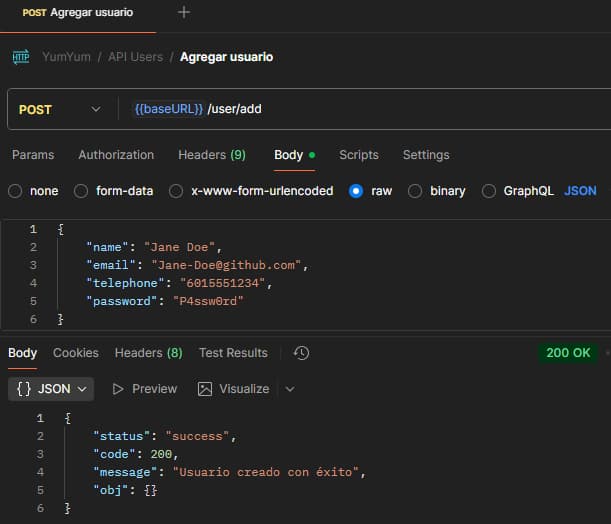 POST Agregar usuario +
HTTP YumYum / API Users / Agregar usuario
POST {{baseURL}} /user/add
Params Authorization Headers (9) Body Scripts Settings
none form-data x-www-form-urlencoded raw binary GraphQL JSON
1 {
2 "name": "Jane Doe",
3 "email": "Jane-Doe@github.com",
4 "telephone": "6015551234",
5 "password": "P4ssw0rd"
6 }
Body Cookies Headers (8) Test Results 200 OK
{} JSON Preview Visualize
1 {
2 "status": "success",
3 "code": 200,
4 "message": "Usuario creado con éxito",
5 "obj": {}
6 }